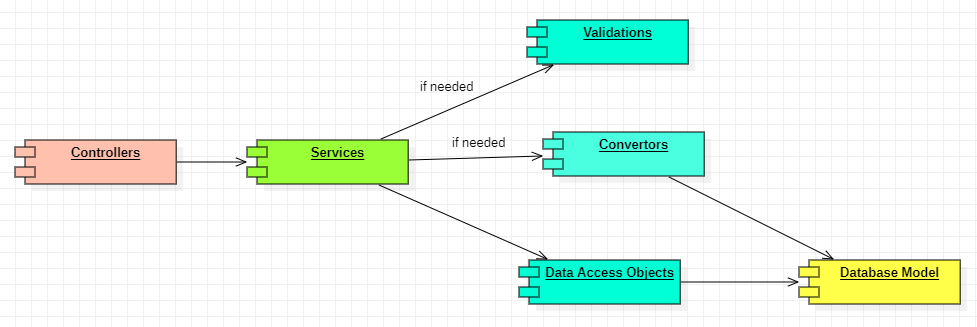 Validations
if needed
if needed
Convertors
Controllers
Services
Data Access Objects
Database Model